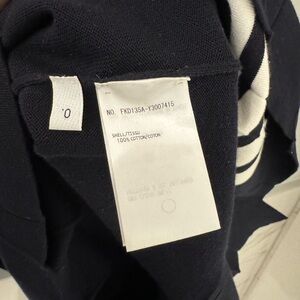 0.
NO. FKD135A-Y3007415
SHELL/TISSU
100% COTTON/COTON